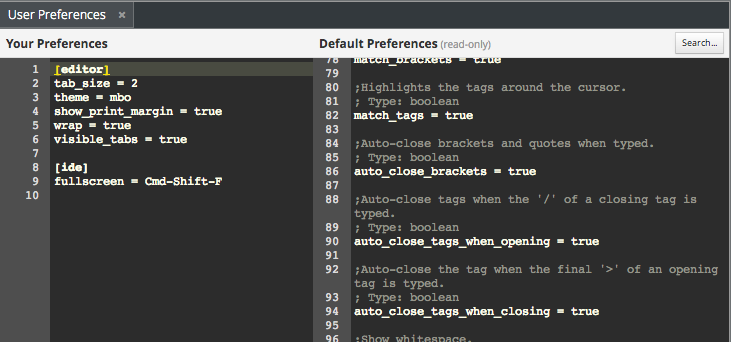 User Preferences ×
Your Preferences
Default Preferences (read-only)
Search...
1 [editor]
2 tab_size = 2
3 theme = mbo
4 show_print_margin = true
5 wrap = true
6 visible_tabs = true
7
8 [ide]
9 fullscreen = Cmd-Shift-F
10
78 match_brackets = true
79
80 ;Highlights the tags around the cursor.
81 ; Type: boolean
82 match_tags = true
83
84 ;Auto-close brackets and quotes when typed.
85 ; Type: boolean
86 auto_close_brackets = true
87
88 ;Auto-close tags when the '/' of a closing tag is
typed.
89 ; Type: boolean
90 auto_close_tags_when_opening = true
91
92 ;Auto-close the tag when the final '>' of an opening
tag is typed.
93 ; Type: boolean
94 auto_close_tags_when_closing = true
95
96 ;Show whitespace.